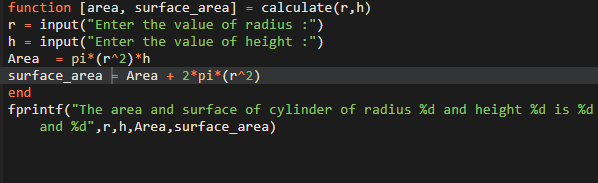 function [area, surface_area] = calculate(r,h)
r = input("Enter the value of radius :")
h = input("Enter the value of height :")
Area  = pi*(r^2)*h
surface_area = Area + 2*pi*(r^2)
end
fprintf("The area and surface of cylinder of radius %d and height %d is %d
and %d",r,h,Area,surface_area)